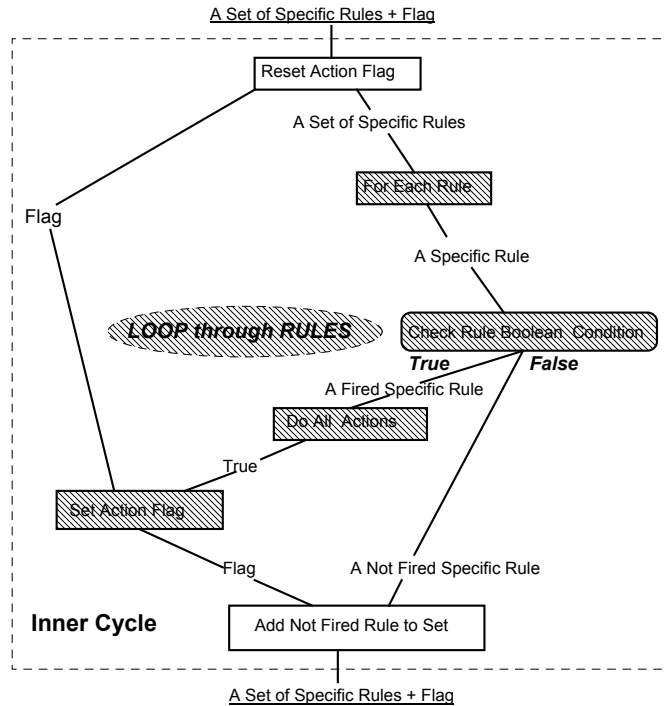 A Set of Specific Rules + Flag
Reset Action Flag
A Set of Specific Rules
For Each Rule
Flag
A Specific Rule
LOOP through RULES
Check Rule Boolean Condition
True
False
A Fired Specific Rule
Do All Actions
True
Set Action Flag
Flag
A Not Fired Specific Rule
Inner Cycle
Add Not Fired Rule to Set
A Set of Specific Rules + Flag